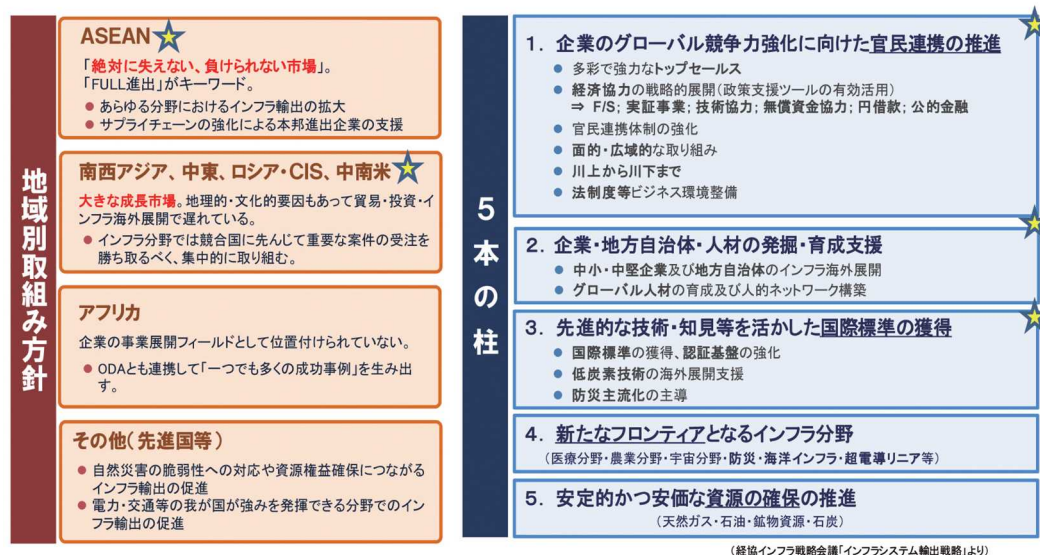 地域別取組み方針
ASEAN
「絶対に失えない、負けられない市場」。
「FULL進出」がキーワード。
● あらゆる分野におけるインフラ輸出の拡大
● サプライチェーンの強化による本邦進出企業の支援
南西アジア、中東、ロシア・CIS、中南米
大きな成長市場。地理的・文化的要因もあって貿易・投資・イ
ンフラ海外展開で遅れている。
● インフラ分野では競合国に先んじて重要な案件の受注を
勝ち取るべく、集中的に取り組む。
アフリカ
企業の事業展開フィールドとして位置付けられていない。
● ODAとも連携して「一つでも多くの成功事例」を生み出
す。
その他(先進国等)
● 自然災害の脆弱性への対応や資源権益確保につながる
インフラ輸出の促進
● 電力・交通等の我が国が強みを発揮できる分野でのイン
フラ輸出の促進
5本の柱
1. 企業のグローバル競争力強化に向けた官民連携の推進
● 多彩で強力なトップセールス
● 経済協力の戦略的展開(政策支援ツールの有効活用)
⇒ F/S; 実証事業; 技術協力; 無償資金協力; 円借款; 公的金融
● 官民連携体制の強化
● 面的・広域的な取り組み
● 川上から川下まで
● 法制度等ビジネス環境整備
2. 企業・地方自治体・人材の発掘・育成支援
● 中小・中堅企業及び地方自治体のインフラ海外展開
● グローバル人材の育成及び人的ネットワーク構築
3. 先進的な技術・知見等を活かした国際標準の獲得
● 国際標準の獲得、認証基盤の強化
● 低炭素技術の海外展開支援
● 防災主流化の主導
4. 新たなフロンティアとなるインフラ分野
(医療分野・農業分野・宇宙分野・防災・海洋インフラ・超電導リニア等)
5. 安定的かつ安価な資源の確保の推進
(天然ガス・石油・鉱物資源・石炭)
(経協インフラ戦略会議「インフラシステム輸出戦略」より)